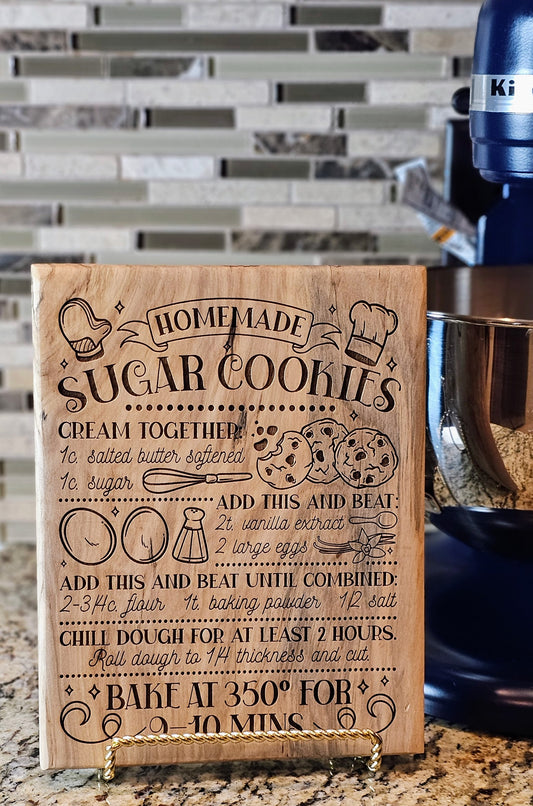 Ki
HOMEMADE
SUGAR COOKIES
CREAM TOGETHER:
1c. salted butter softened
1c. sugar
ADD THIS AND BEAT:
2t. vanilla extract
2 large eggs
ADD THIS AND BEAT UNTIL COMBINED:
2-3/4c. flour 1t. baking powder 1/2 salt
CHILL DOUGH FOR AT LEAST 2 HOURS.
Roll dough to 1/4 thickness and cut.
BAKE AT 350º FOR
9-10 MINS